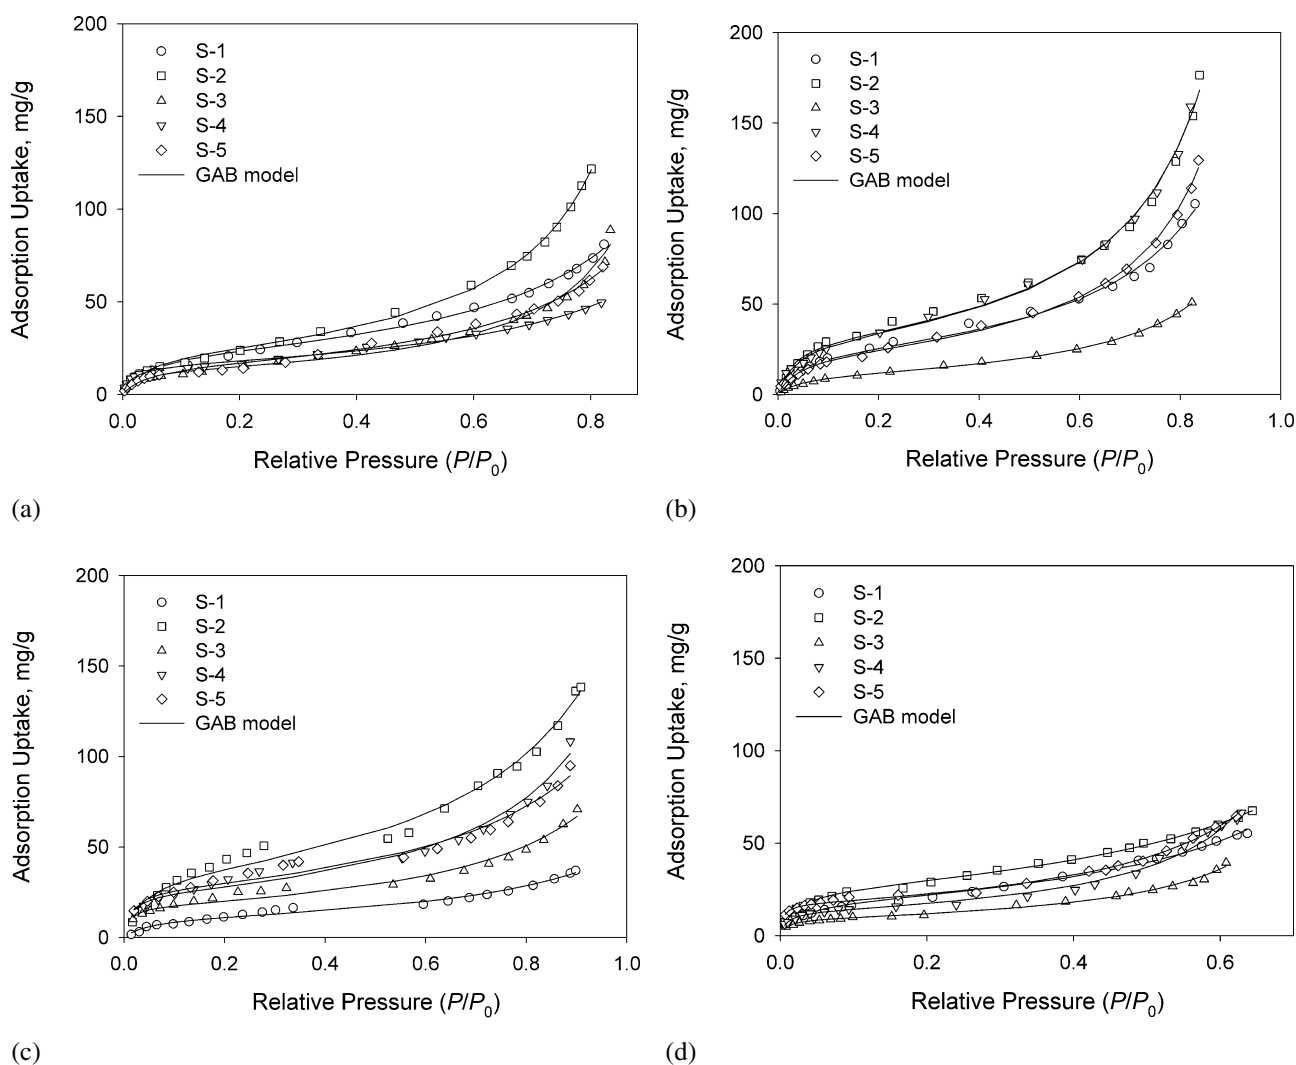 200
150
100
50
0
Adsorption Uptake, mg/g
S-1
S-2
S-3
S-4
S-5
GAB model
0.0 0.2 0.4 0.6 0.8
Relative Pressure (P/P0)
(a)
200
150
100
50
0
Adsorption Uptake, mg/g
S-1
S-2
S-3
S-4
S-5
GAB model
0.0 0.2 0.4 0.6 0.8 1.0
Relative Pressure (P/P0)
(b)
200
150
100
50
0
Adsorption Uptake, mg/g
S-1
S-2
S-3
S-4
S-5
GAB model
0.0 0.2 0.4 0.6 0.8 1.0
Relative Pressure (P/P0)
(c)
200
150
100
50
0
Adsorption Uptake, mg/g
S-1
S-2
S-3
S-4
S-5
GAB model
0.0 0.2 0.4 0.6
Relative Pressure (P/P0)
(d)